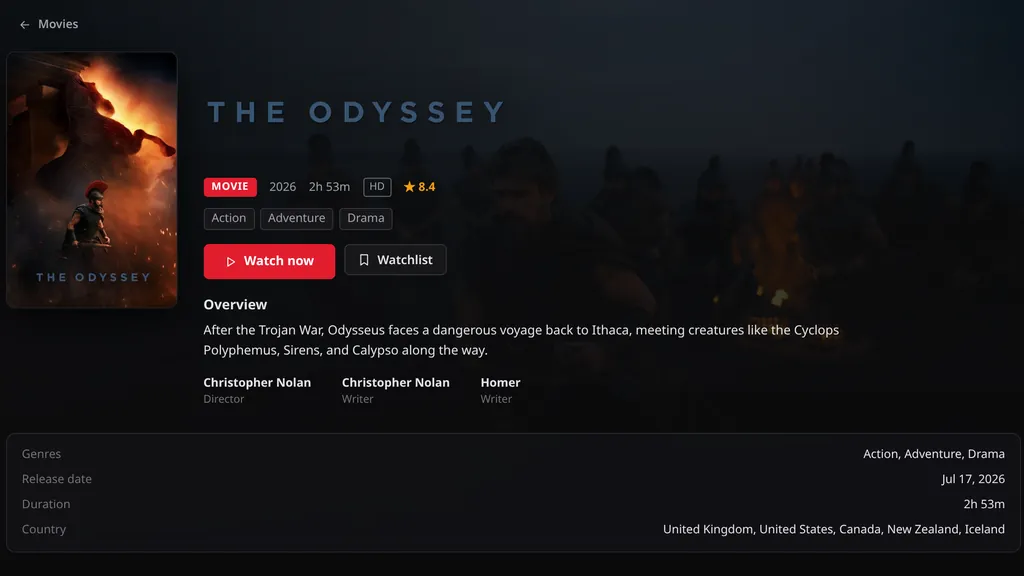 Movies
THE ODYSSEY
THE ODYSSEY
MOVIE 2026 2h 53m HD 8.4
Action Adventure Drama
Watch now Watchlist
Overview
After the Trojan War, Odysseus faces a dangerous voyage back to Ithaca, meeting creatures like the Cyclops
Polyphemus, Sirens, and Calypso along the way.
Christopher Nolan Christopher Nolan Homer
Director Writer Writer
Genres Action, Adventure, Drama
Release date Jul 17, 2026
Duration 2h 53m
Country United Kingdom, United States, Canada, New Zealand, Iceland